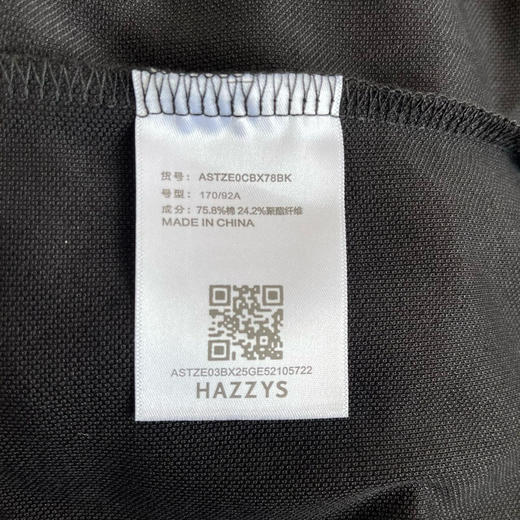 货号： ASTZE0CBX78BK
号型： 170/92A
成分： 75.8%棉 24.2%聚酯纤维
MADE IN CHINA
ASTZE03BX25GE52105722
HAZZYS